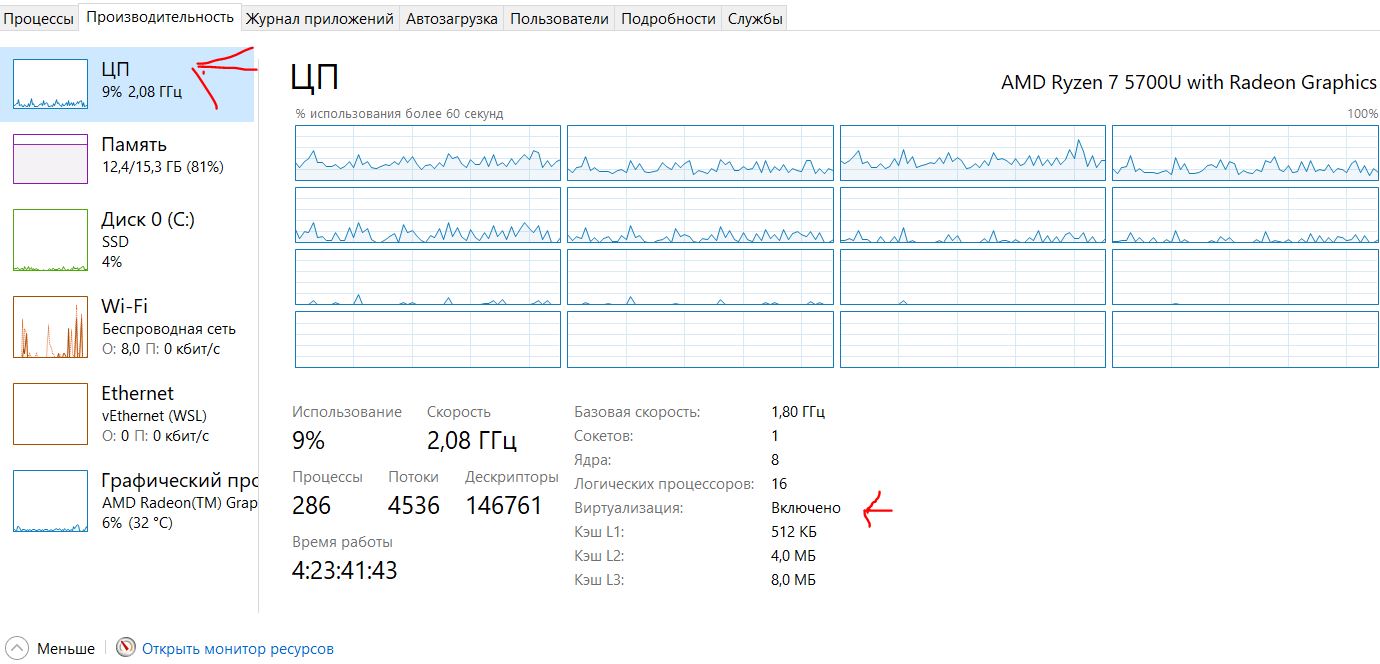 Процессы Производительность Журнал приложений Автозагрузка Пользователи Подробности Службы
ЦП
9% 2,08 ГГц
Память
12,4/15,3 ГБ (81%)
Диск 0 (C:)
SSD
4%
Wi-Fi
Беспроводная сеть
О: 8,0 П: 0 кбит/с
Ethernet
vEthernet (WSL)
О: 0 П: 0 кбит/с
Графический про
AMD Radeon(TM) Grap
6% (32 °C)
ЦП
AMD Ryzen 7 5700U with Radeon Graphics
% использования более 60 секунд
100%
Использование Скорость
9% 2,08 ГГц
Процессы Потоки Дескрипторы
286 4536 146761
Время работы
4:23:41:43
Базовая скорость: 1,80 ГГц
Сокетов: 1
Ядра: 8
Логических процессоров: 16
Виртуализация: Включено
Кэш L1: 512 КБ
Кэш L2: 4,0 МБ
Кэш L3: 8,0 МБ
Меньше
Открыть монитор ресурсов